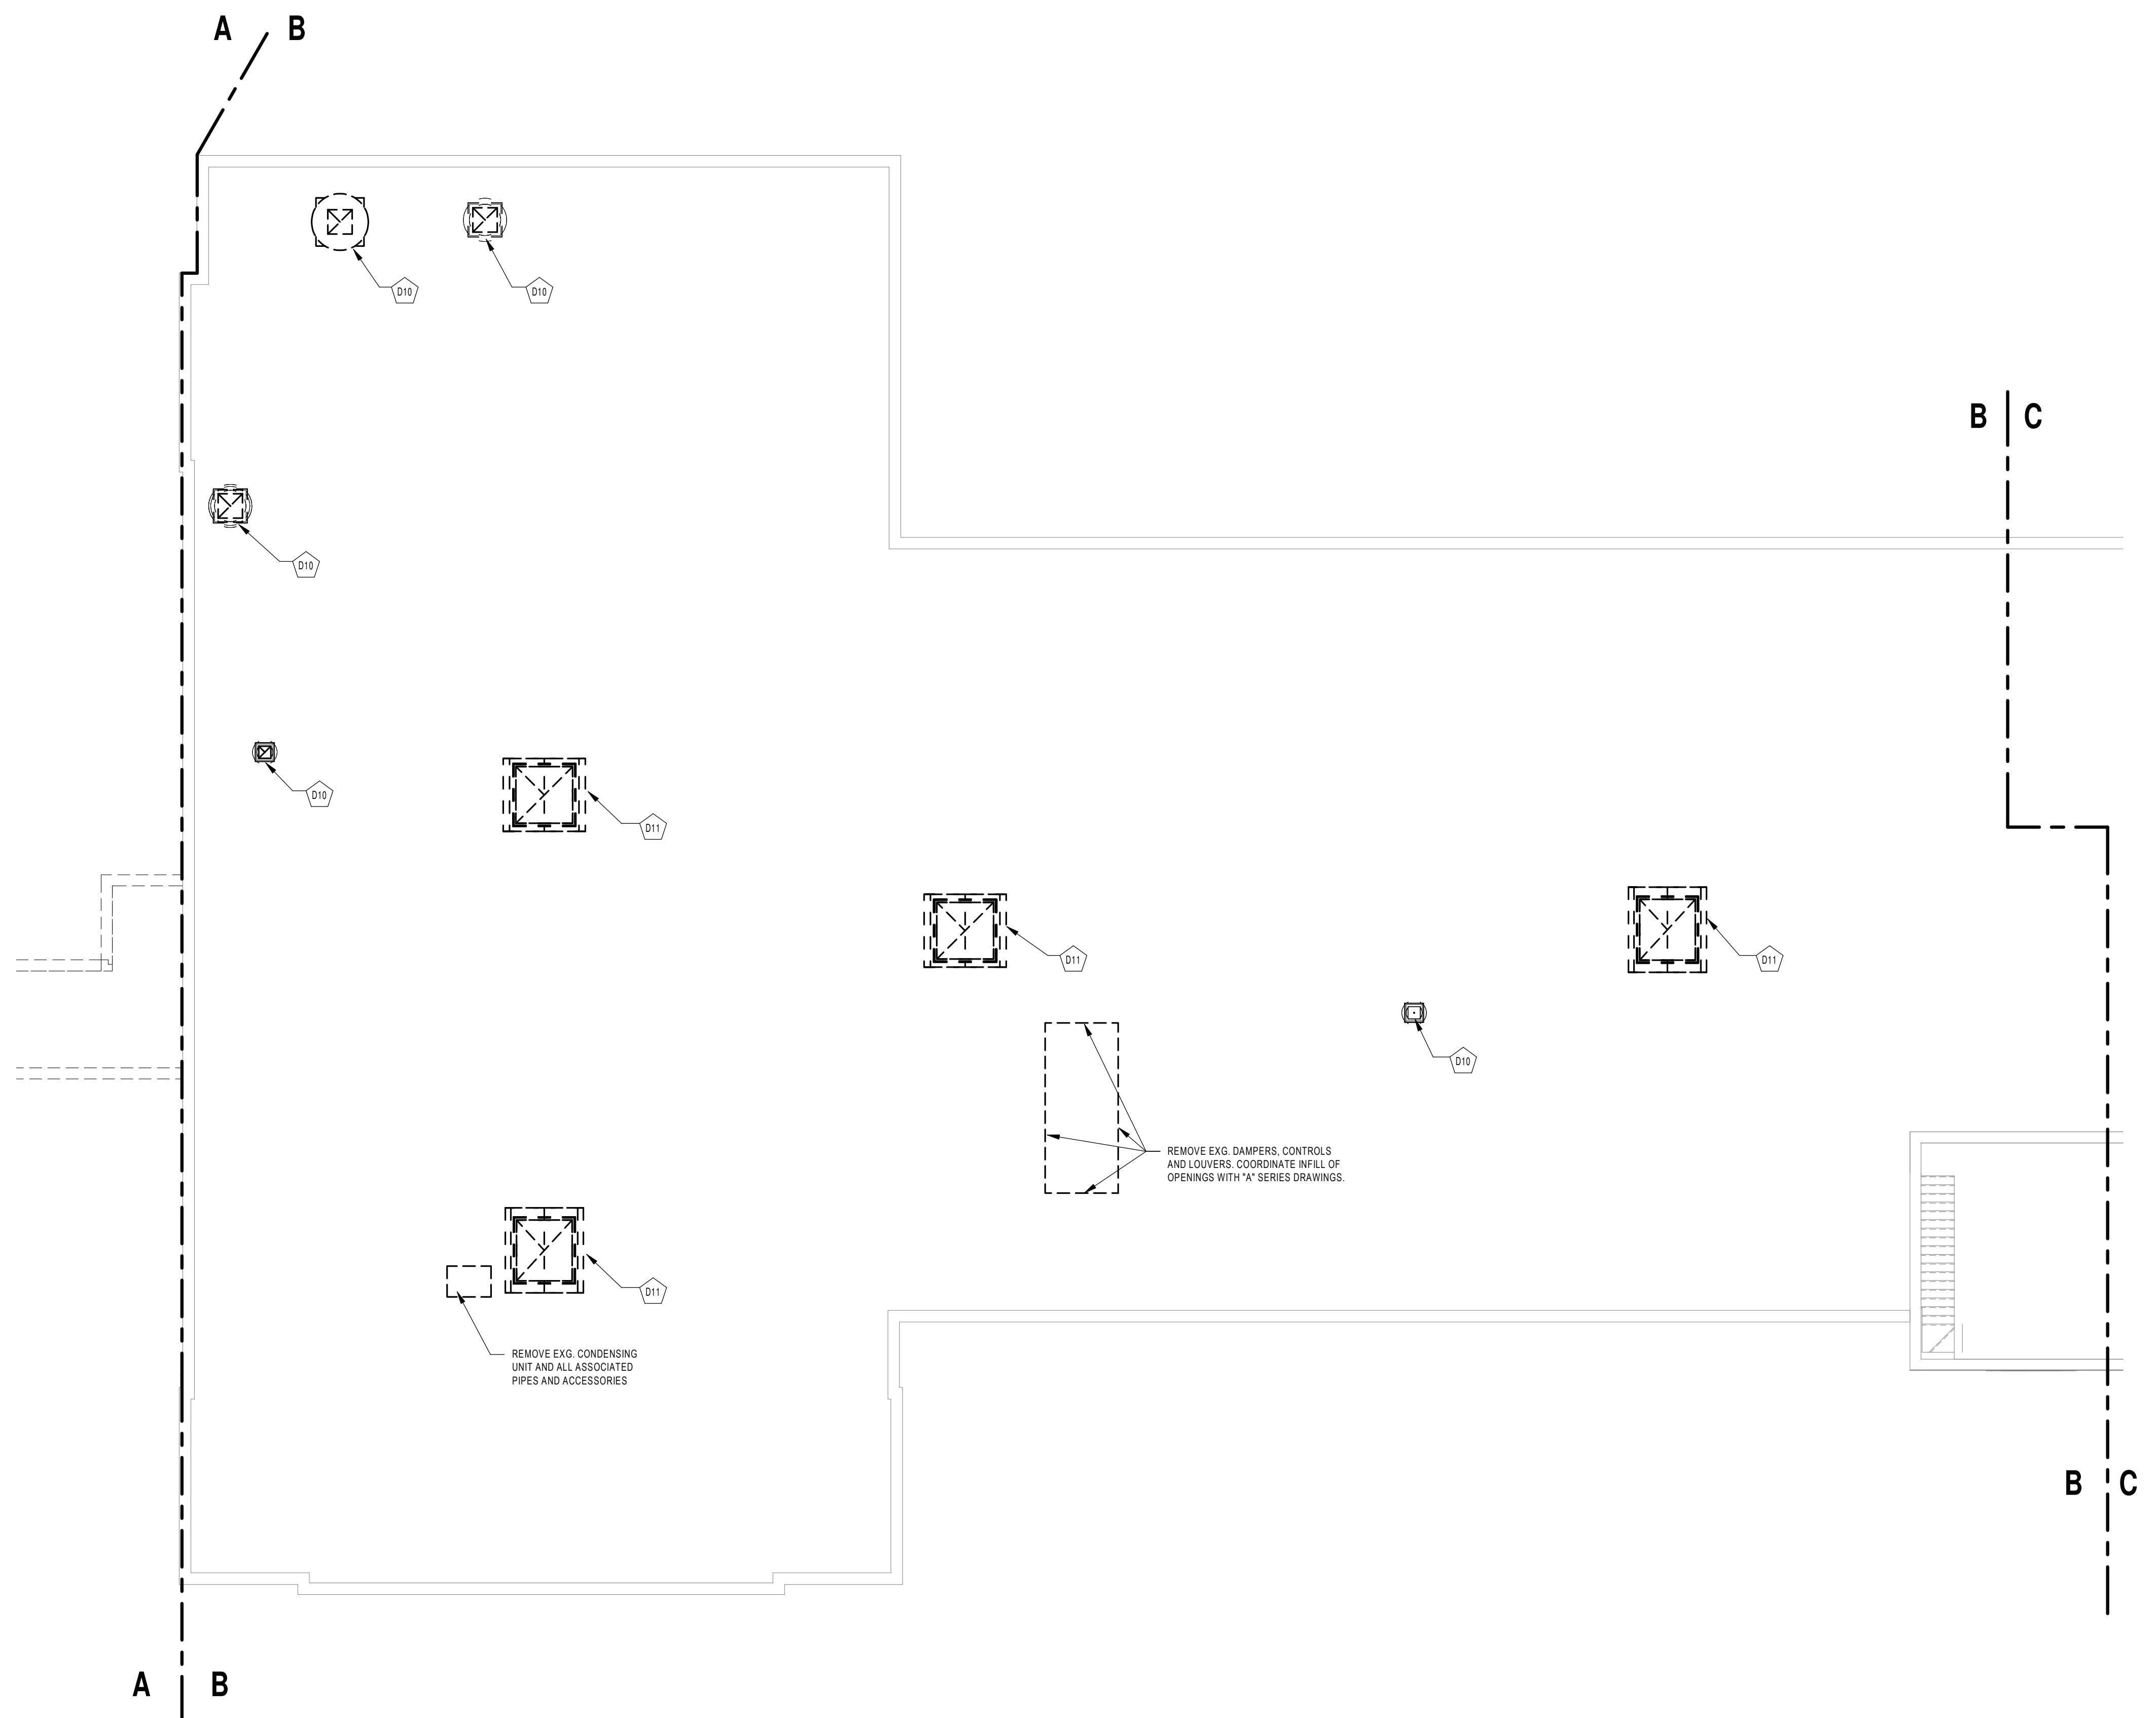 A B
D10
D10
B C
D10
D10
D11
D11
D11
D10
REMOVE EXG. DAMPERS, CONTROLS
AND LOUVERS. COORDINATE INFILL OF
OPENINGS WITH "A" SERIES DRAWINGS.
D11
REMOVE EXG. CONDENSING
UNIT AND ALL ASSOCIATED
PIPES AND ACCESSORIES
B C
A B